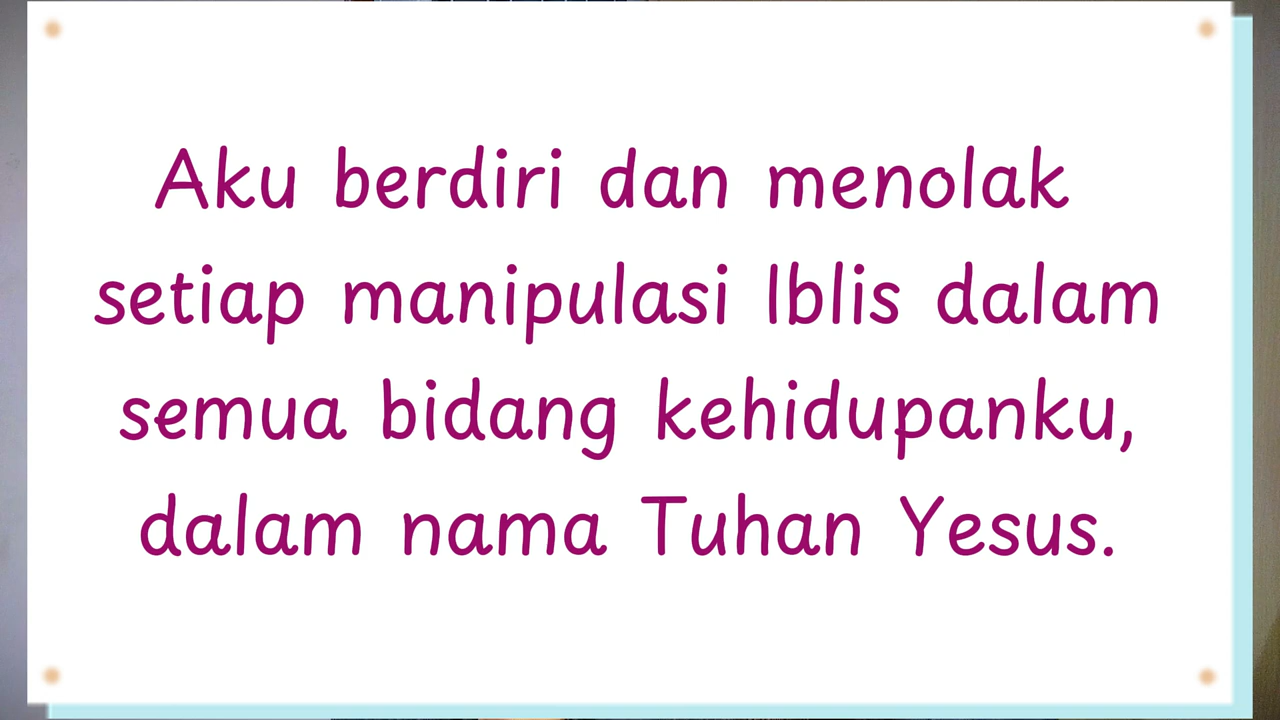 Aku berdiri dan menolak
setiap manipulasi Iblis dalam
semua bidang kehidupanku,
dalam nama Tuhan Yesus.